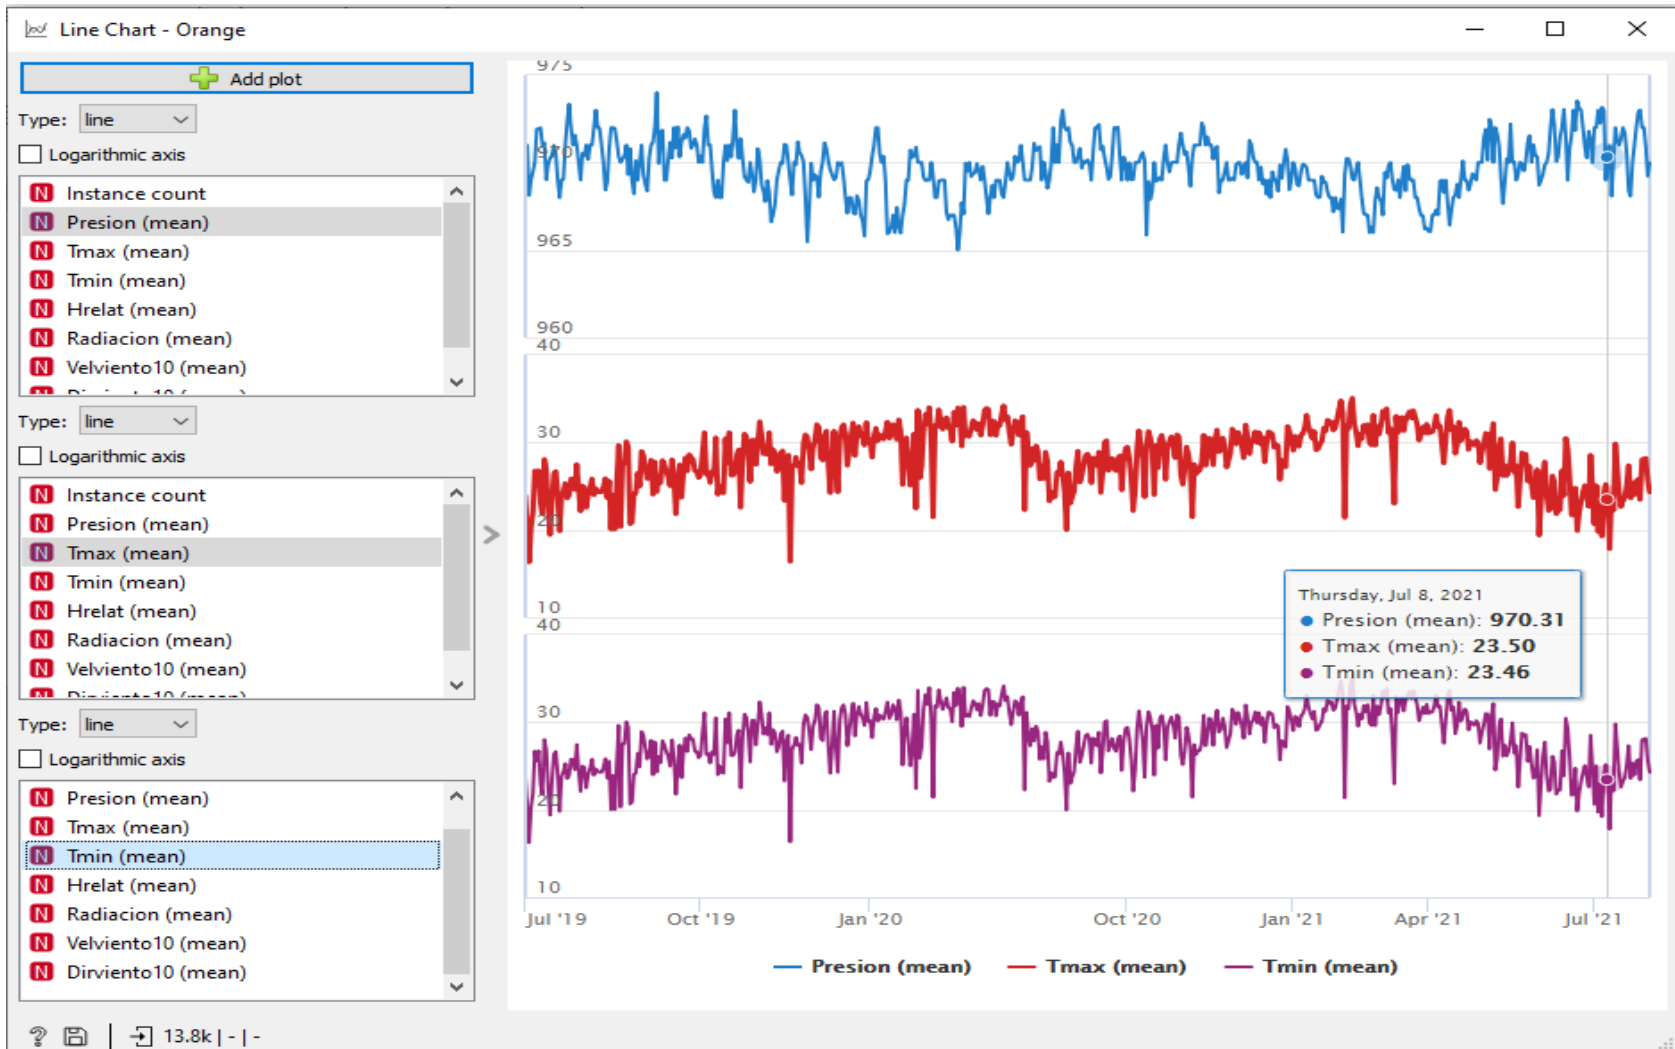 Line Chart - Orange
Add plot
Type: line
Logarithmic axis
N Instance count
N Presion (mean)
N Tmax (mean)
N Tmin (mean)
N Hrelat (mean)
N Radiacion (mean)
N Velviento10 (mean)
Type: line
Logarithmic axis
N Instance count
N Presion (mean)
N Tmax (mean)
N Tmin (mean)
N Hrelat (mean)
N Radiacion (mean)
N Velviento10 (mean)
N Dirviento10 (mean)
Type: line
Logarithmic axis
N Presion (mean)
N Tmax (mean)
N Tmin (mean)
N Hrelat (mean)
N Radiacion (mean)
N Velviento10 (mean)
N Dirviento10 (mean)
? 13.8k | - | -
975
970
965
960
40
30
20
10
40
30
20
10
Thursday, Jul 8, 2021
Presion (mean): 970.31
Tmax (mean): 23.50
Tmin (mean): 23.46
Jul '19 Oct '19 Jan '20 Oct '20 Jan '21 Apr '21 Jul '21
Presion (mean) Tmax (mean) Tmin (mean)